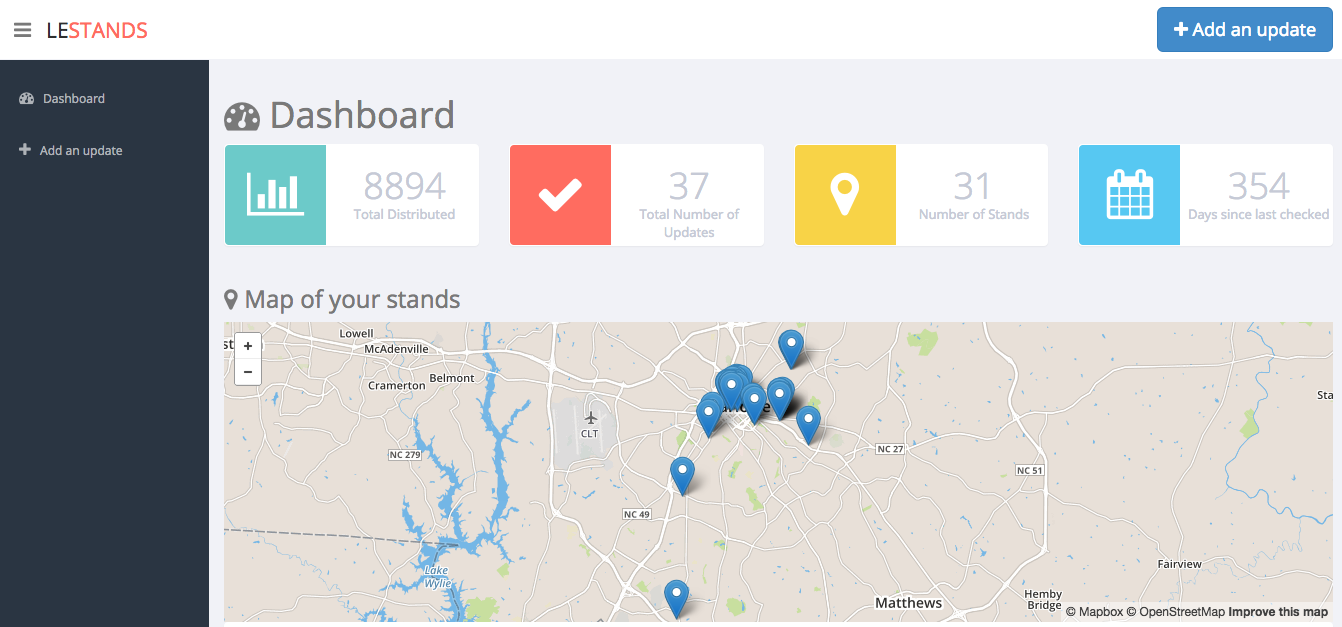 LESTANDS
+ Add an update
Dashboard
Add an update
Dashboard
8894
Total Distributed
37
Total Number of
Updates
31
Number of Stands
354
Days since last checked
Map of your stands
+
−
Lowell
McAdenville
Cramerton
Belmont
CLT
NC 279
NC 27
NC 51
NC 49
Lake
Wylie
Fairview
Matthews
Hemby
Bridge
© Mapbox © OpenStreetMap Improve this map